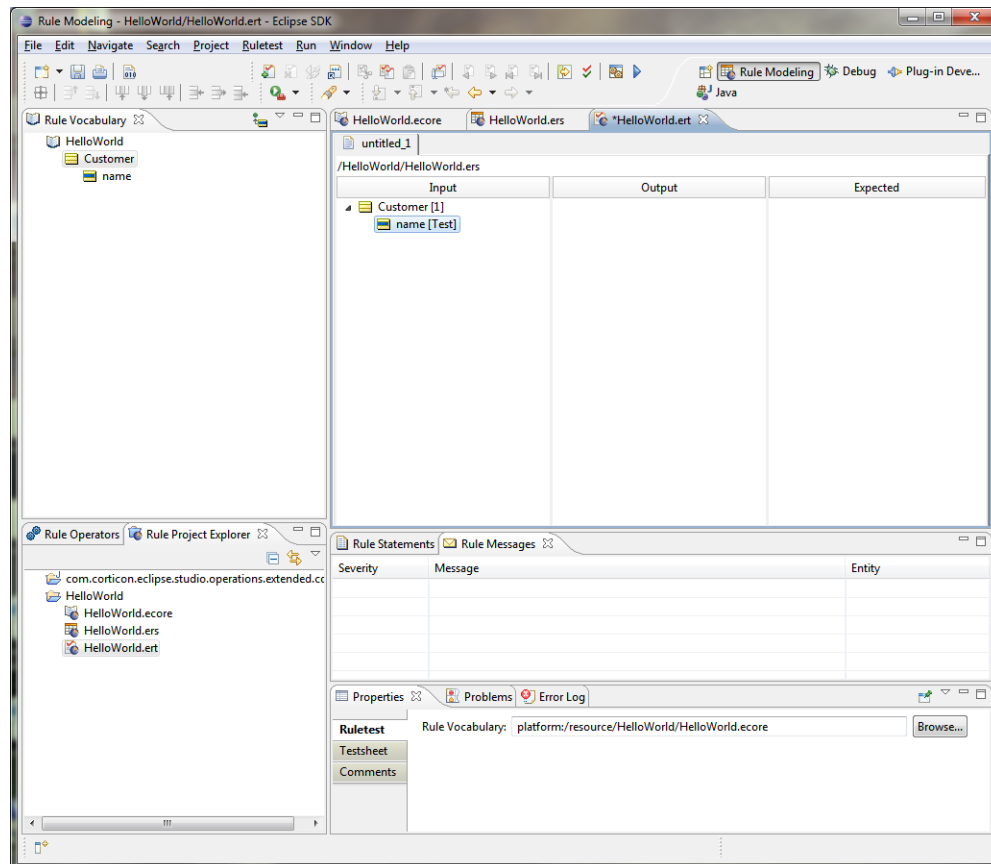 Rule Modeling - HelloWorld/HelloWorld.ert - Eclipse SDK
File Edit Navigate Search Project Ruletest Run Window Help
Rule Modeling Debug Plug-in Deve...
Java
Rule Vocabulary
HelloWorld
Customer
name
HelloWorld.ecore HelloWorld.ers *HelloWorld.ert
untitled_1
/HelloWorld/HelloWorld.ers
Input Output Expected
Customer [1]
name [Test]
Rule Operators Rule Project Explorer
com.corticon.eclipse.studio.operations.extended.cc
HelloWorld
HelloWorld.ecore
HelloWorld.ers
HelloWorld.ert
Rule Statements Rule Messages
Severity Message Entity
Properties Problems Error Log
Ruletest Rule Vocabulary: platform:/resource/HelloWorld/HelloWorld.ecore Browse...
Testsheet
Comments